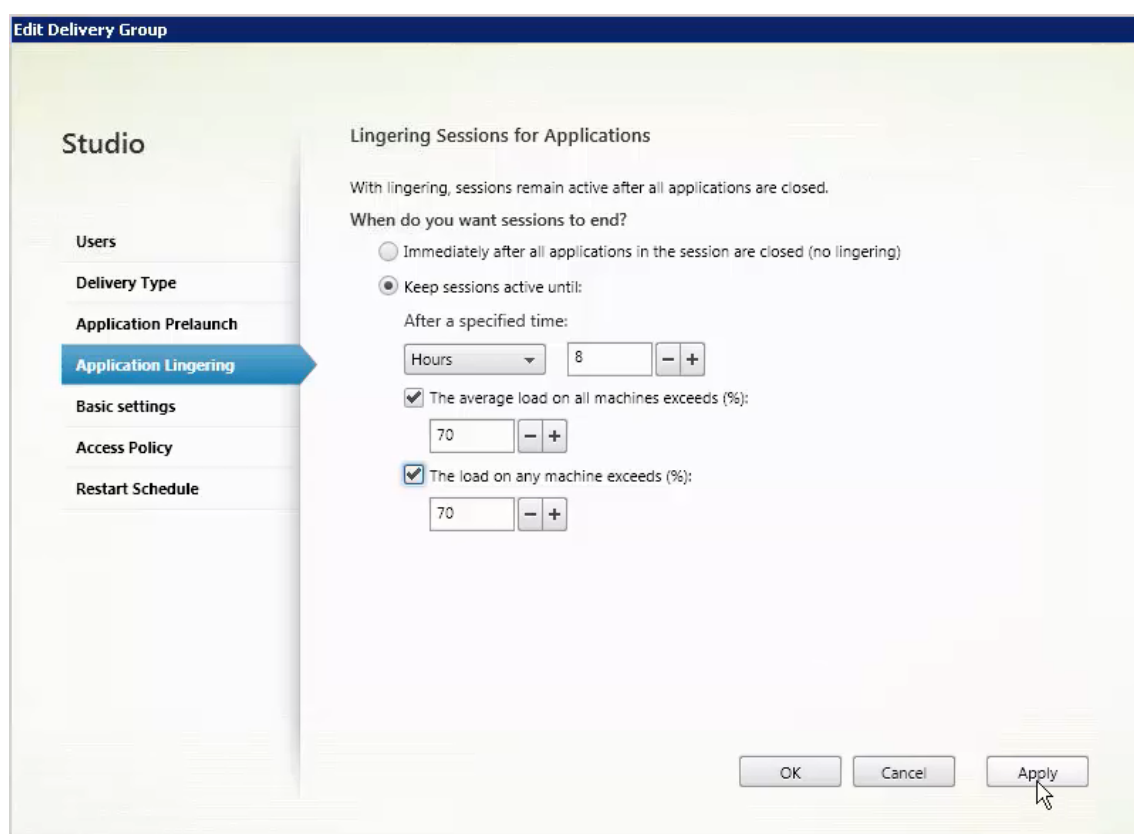 Edit Delivery Group
Studio
Users
Delivery Type
Application Prelaunch
Application Lingering
Basic settings
Access Policy
Restart Schedule
Lingering Sessions for Applications
With lingering, sessions remain active after all applications are closed.
When do you want sessions to end?
Immediately after all applications in the session are closed (no lingering)
Keep sessions active until:
After a specified time:
Hours 8 − +
The average load on all machines exceeds (%):
70 − +
The load on any machine exceeds (%):
70 − +
OK Cancel Apply